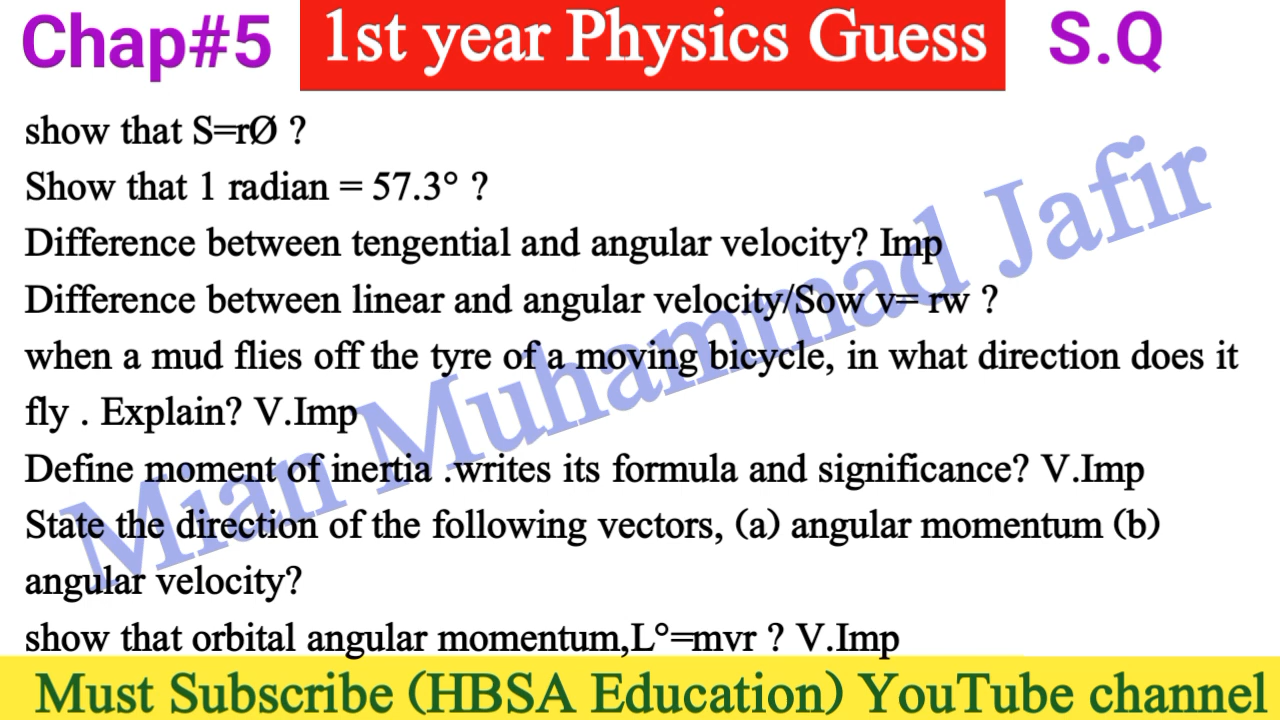 Chap#5 1st year Physics Guess S.Q
show that S=rØ ?
Show that 1 radian = 57.3° ?
Difference between tengential and angular velocity? Imp
Difference between linear and angular velocity/Sow v= rw ?
when a mud flies off the tyre of a moving bicycle, in what direction does it
fly . Explain? V.Imp
Define moment of inertia .writes its formula and significance? V.Imp
State the direction of the following vectors, (a) angular momentum (b)
angular velocity?
show that orbital angular momentum,L°=mvr ? V.Imp
Mian Muhammad Jafir
Must Subscribe (HBSA Education) YouTube channel